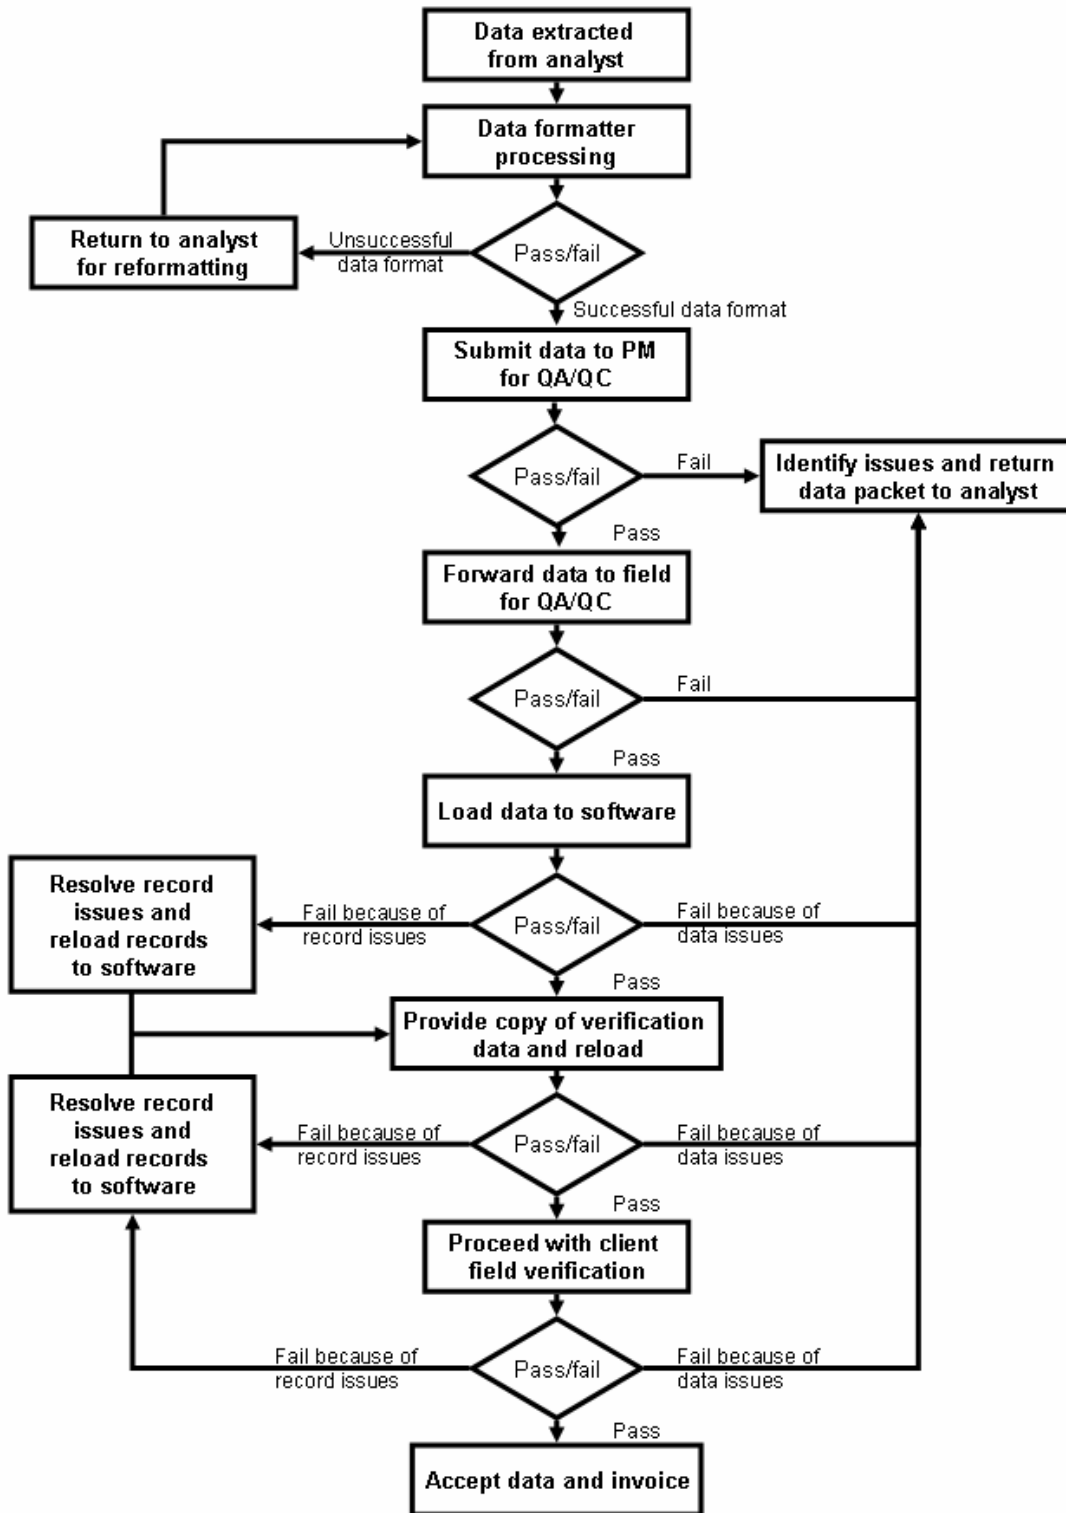 Data extracted
from analyst
Data formatter
processing
Return to analyst
for reformatting
Unsuccessful
data format
Pass/fail
Successful data format
Submit data to PM
for QA/QC
Pass/fail
Fail
Identify issues and return
data packet to analyst
Pass
Forward data to field
for QA/QC
Pass/fail
Fail
Pass
Load data to software
Resolve record
issues and
reload records
to software
Fail because of
record issues
Pass/fail
Fail because of
data issues
Pass
Provide copy of verification
data and reload
Resolve record
issues and
reload records
to software
Fail because of
record issues
Pass/fail
Fail because of
data issues
Pass
Proceed with client
field verification
Fail because of
record issues
Pass/fail
Fail because of
data issues
Pass
Accept data and invoice